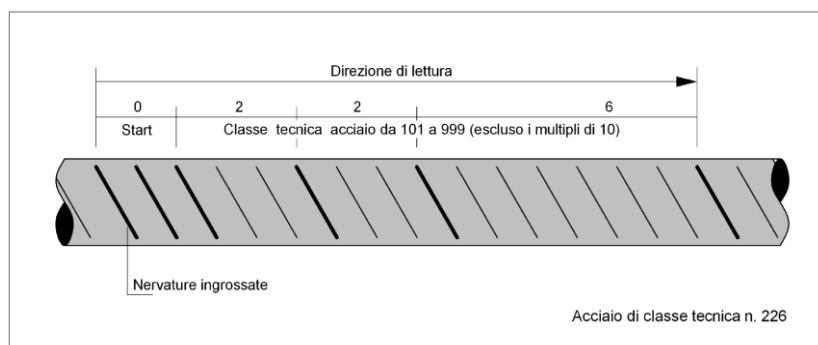 Direzione di lettura
0 2 2 6
Start Classe tecnica acciaio da 101 a 999 (escluso i multipli di 10)
Nervature ingrossate
Acciaio di classe tecnica n. 226